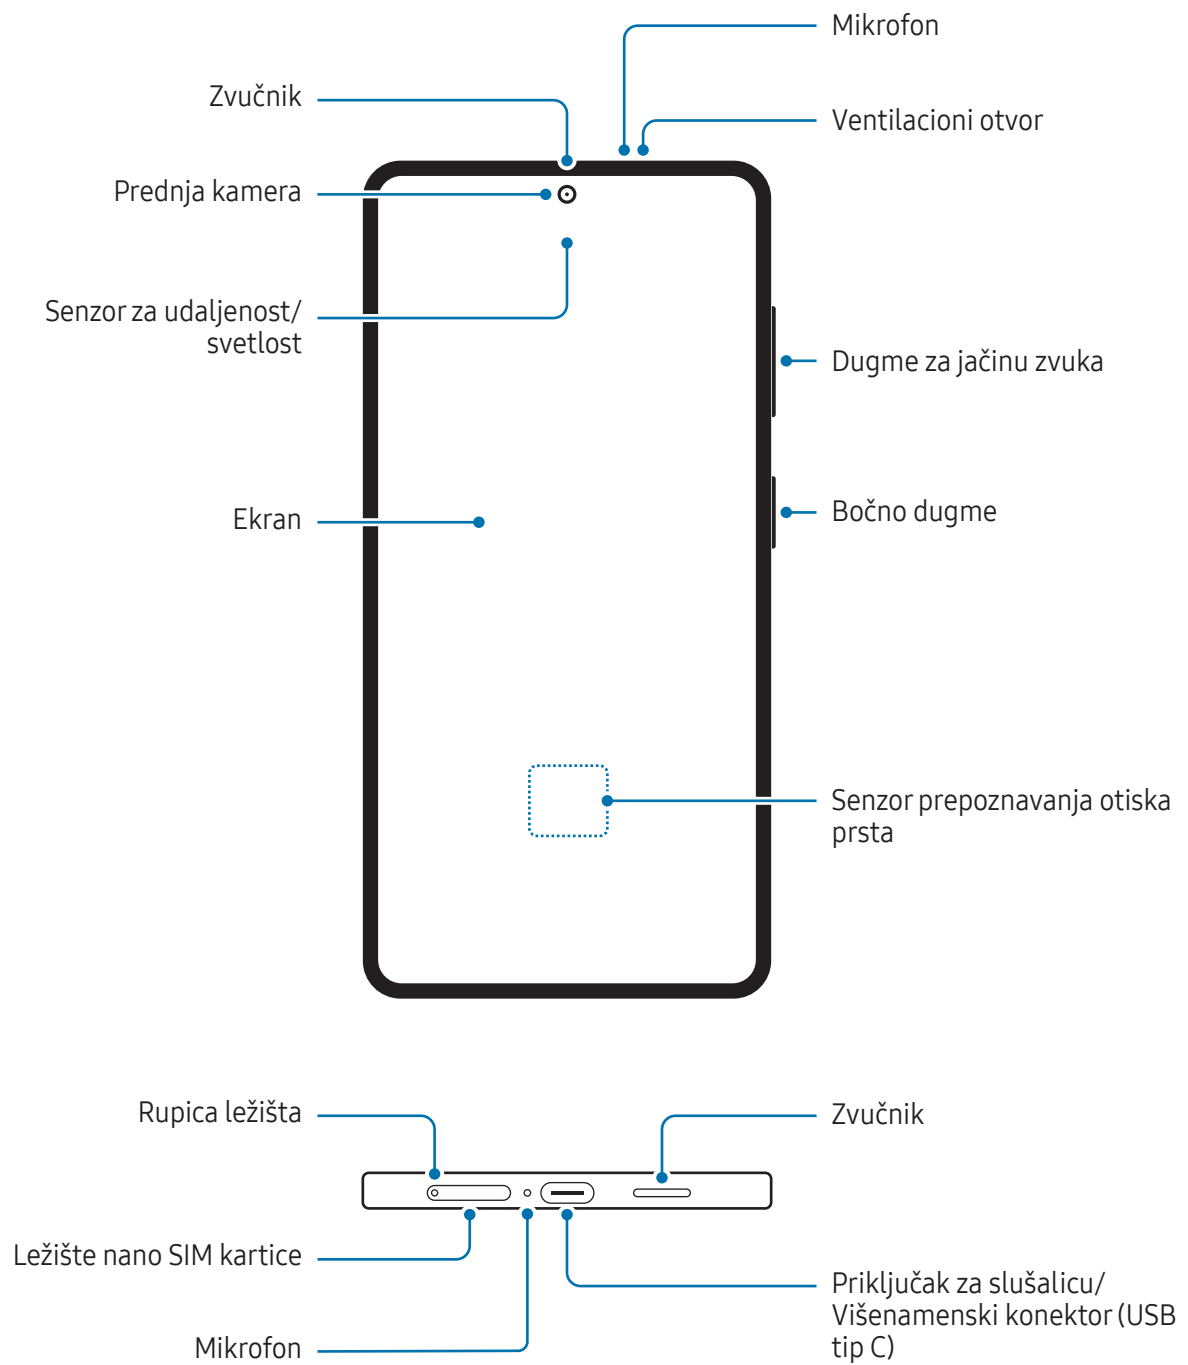 Mikrofon
Zvučnik
Ventilacioni otvor
Prednja kamera
Senzor za udaljenost/
svetlost
Dugme za jačinu zvuka
Ekran
Bočno dugme
Senzor prepoznavanja otiska
prsta
Rupica ležišta
Zvučnik
Ležište nano SIM kartice
Priključak za slušalicu/
Višenamenski konektor (USB
tip C)
Mikrofon